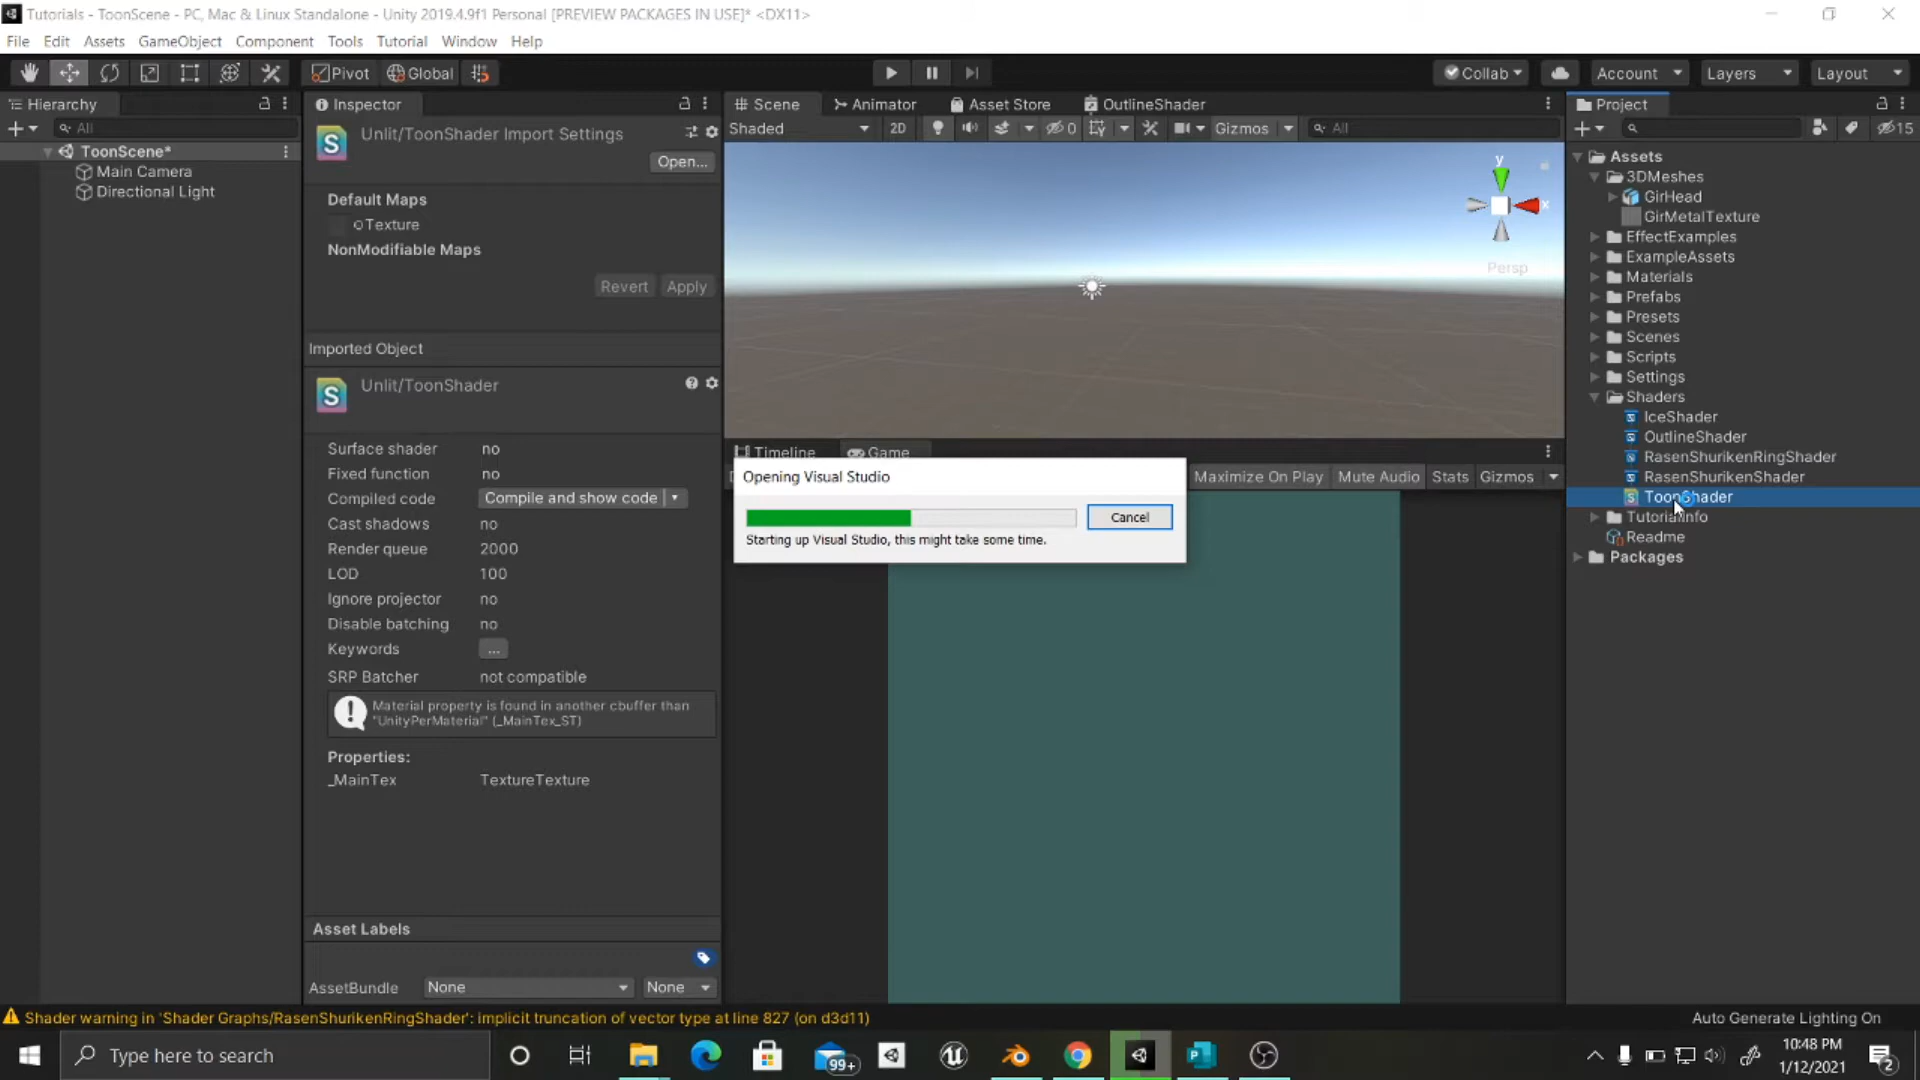 Tutorials - ToonScene - PC, Mac & Linux Standalone - Unity 2019.4.9f1 Personal [PREVIEW PACKAGES IN USE]* <DX11>
File Edit Assets GameObject Component Tools Tutorial Window Help
Pivot Global Collab Account Layers Layout
Hierarchy
All
ToonScene*
Main Camera
Directional Light
Inspector
Unlit/ToonShader Import Settings
Open...
Default Maps
Texture
NonModifiable Maps
Revert Apply
Imported Object
Unlit/ToonShader
Surface shader no
Fixed function no
Compiled code Compile and show code
Cast shadows no
Render queue 2000
LOD 100
Ignore projector no
Disable batching no
Keywords ...
SRP Batcher not compatible
Material property is found in another cbuffer than
"UnityPerMaterial" (_MainTex_ST)
Properties:
_MainTex TextureTexture
Asset Labels
AssetBundle None None
Scene Animator Asset Store OutlineShader
Shaded 2D 0 Gizmos All
y
x
Persp
Timeline Game
Maximize On Play Mute Audio Stats Gizmos
Opening Visual Studio
Cancel
Starting up Visual Studio, this might take some time.
Project
15
Assets
3DMeshes
GirHead
GirMetalTexture
EffectExamples
ExampleAssets
Materials
Prefabs
Presets
Scenes
Scripts
Settings
Shaders
IceShader
OutlineShader
RasenShurikenRingShader
RasenShurikenShader
ToonShader
TutorialInfo
Readme
Packages
Shader warning in 'Shader Graphs/RasenShurikenRingShader': implicit truncation of vector type at line 827 (on d3d11)
Auto Generate Lighting On
Type here to search
99+
10:48 PM
1/12/2021
2